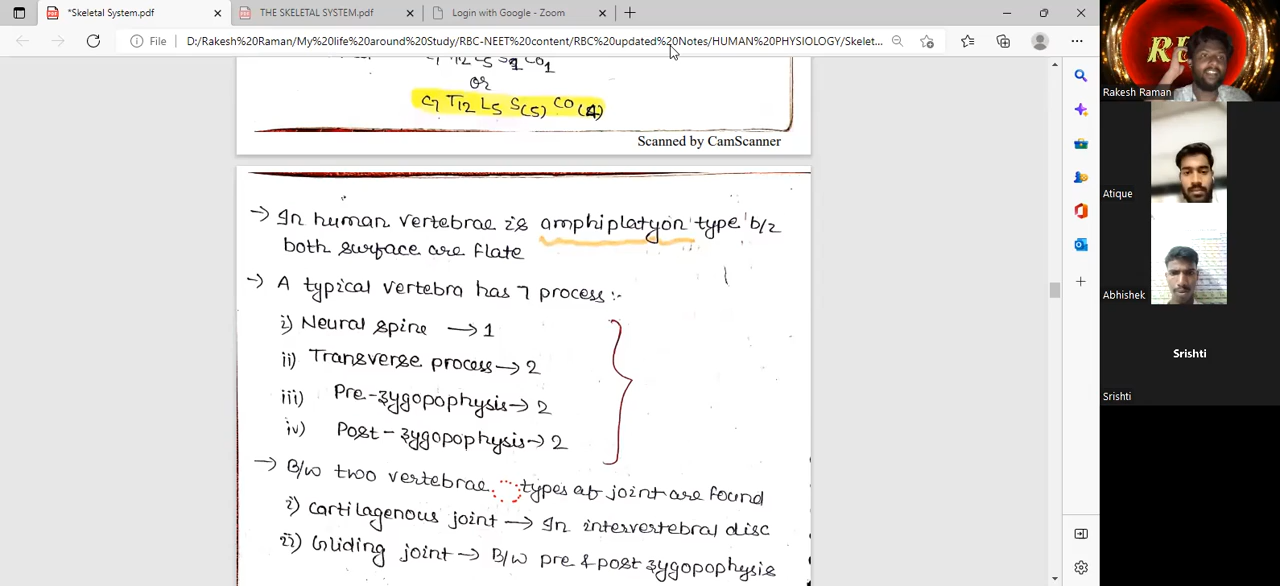 *Skeletal System.pdf
THE SKELETAL SYSTEM.pdf
Login with Google - Zoom
File
D:/Rakesh Raman/My%20life%20around%20Study/RBC-NEET%20content/RBC%20updated%20Notes/HUMAN%20PHYSIOLOGY/Skelet...
or
C7 T12 L5 S(5) CO(4)
Scanned by CamScanner
→ In human vertebrae is amphiplatyon type b/z
both surface are flate
→ A typical vertebra has 7 process :-
i) Neural spine → 1
ii) Transverse process → 2
iii) Pre-zygopophysis → 2
iv) Post-zygopophysis → 2
→ B/w two vertebrae types of joint are found
i) Cartilagenous joint → In intervertebral disc
ii) Gliding joint → B/w pre & post zygopophysis
Rakesh Raman
Atique
Abhishek
Srishti
Srishti